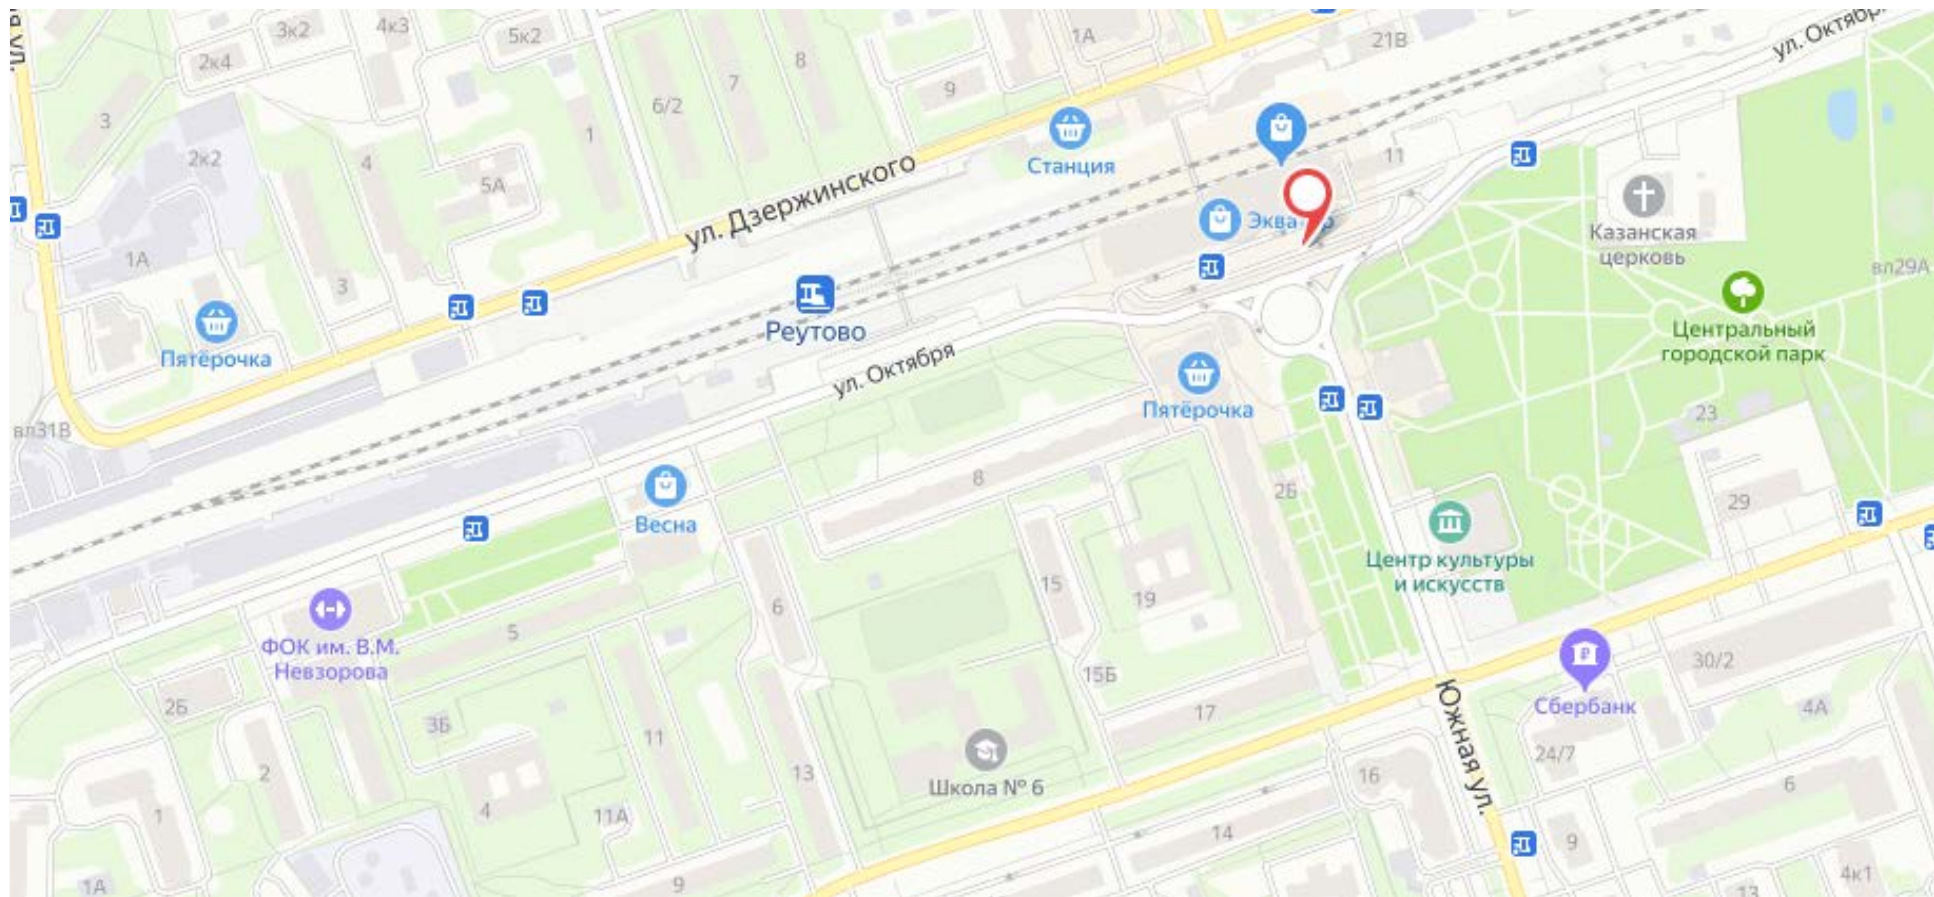 3к2
4к3
5к2
8
1А
21В
ул. Октябр
ул.
2к4
7
9
6/2
3
1
2к2
4
5А
Станция
11
ул. Дзержинского
Экватор
Казанская
церковь
1А
3
вл29А
Пятёрочка
Реутово
Центральный
городской парк
ул. Октября
Пятёрочка
вл31В
23
8
2Б
29
Весна
Центр культуры
и искусств
15
19
6
5
ФОК им. В.М.
Невзорова
30/2
15Б
2Б
17
Сбербанк
4А
3Б
11
Южная ул.
24/7
2
13
Школа № 6
16
6
1
4
11А
14
9
1А
9
13
4к1